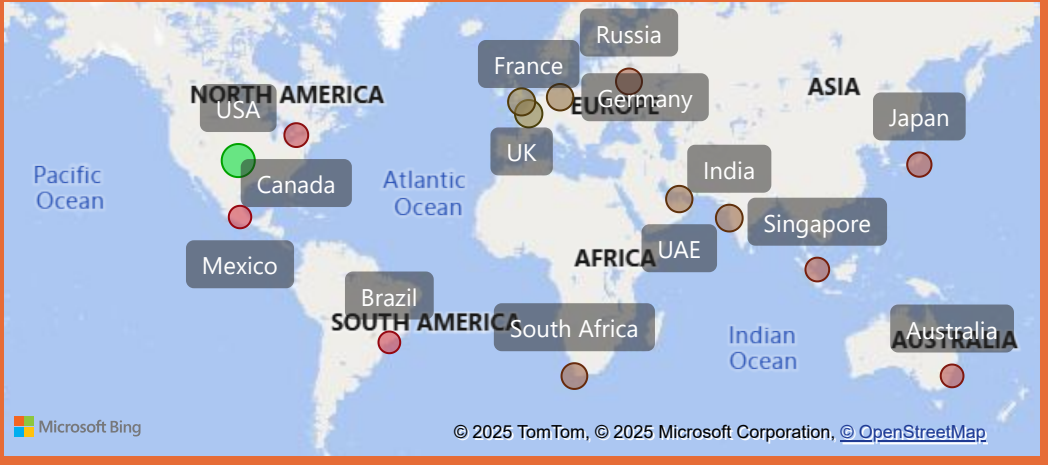 Russia
France
NORTH AMERICA
USA
EUROPE
Germany
ASIA
Japan
UK
India
Pacific
Ocean
Canada
Atlantic
Ocean
Singapore
UAE
AFRICA
Mexico
Brazil
SOUTH AMERICA
South Africa
Indian
Ocean
Australia
AUSTRALIA
Microsoft Bing
© 2025 TomTom, © 2025 Microsoft Corporation, © OpenStreetMap